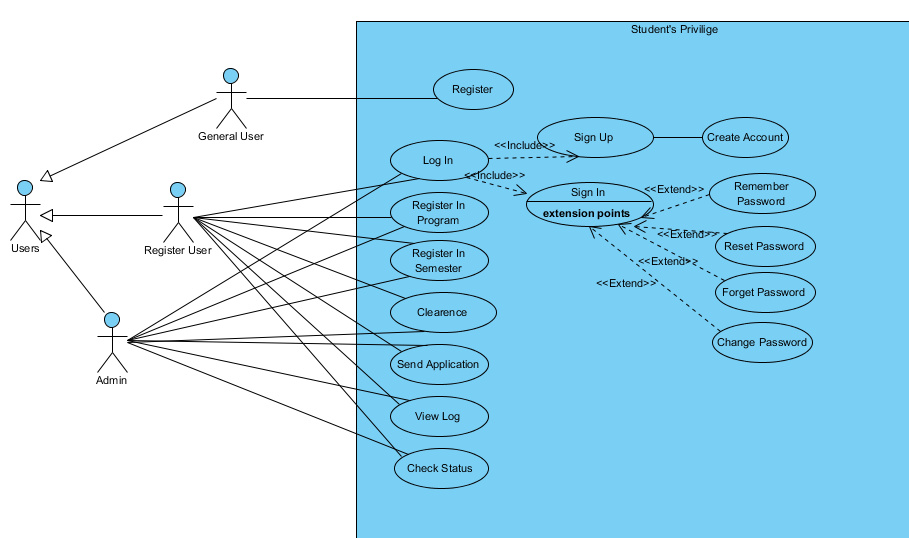 Student's Privilige
Register
General User
Sign Up
Create Account
<<Include>>
Log In
<<Include>>
Sign In
extension points
<<Extend>>
Remember
Password
Users
Register User
Register In
Program
<<Extend>>
Reset Password
Register In
Semester
<<Extend>>
<<Extend>>
Forget Password
Clearence
Change Password
Admin
Send Application
View Log
Check Status